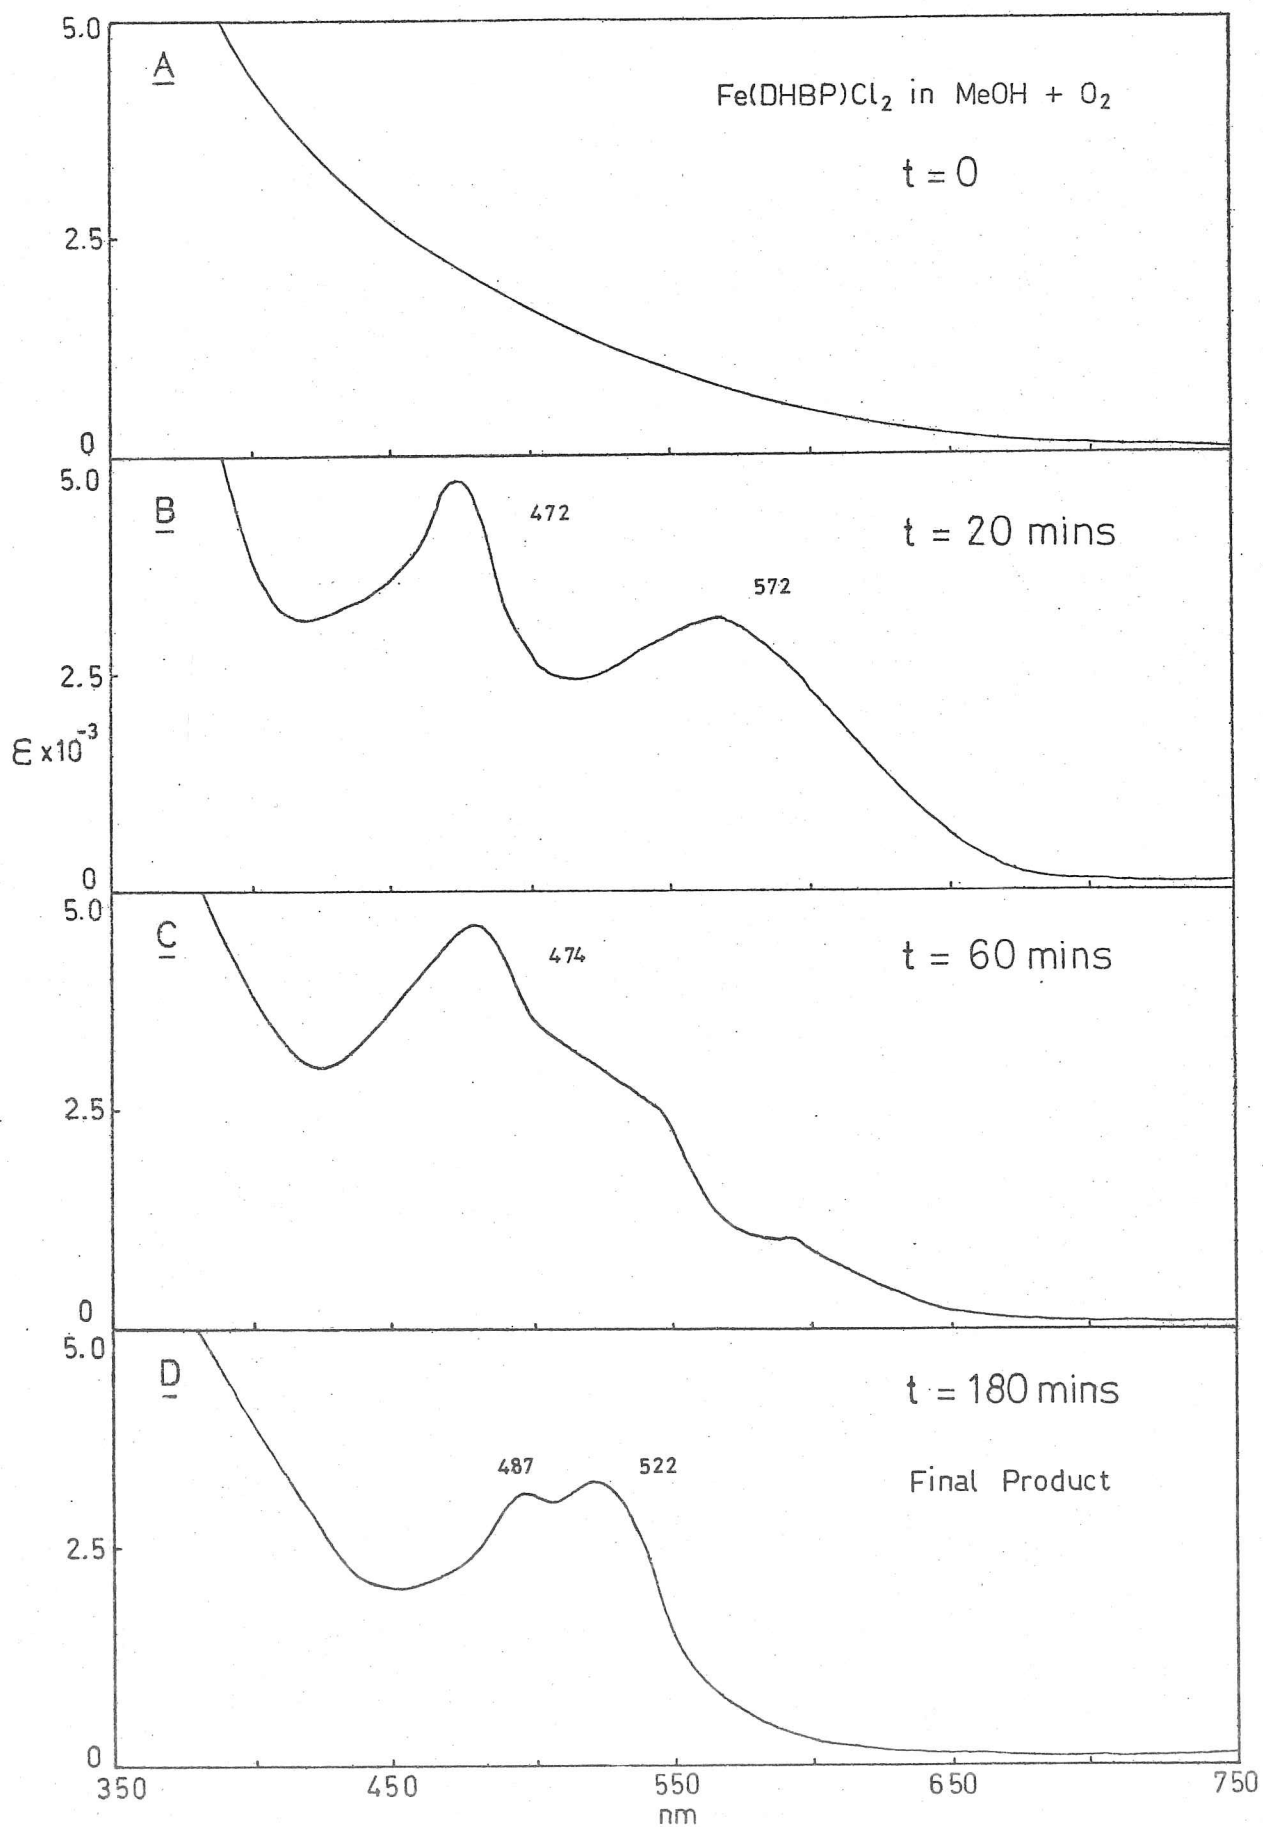 5.0
A
Fe(DHBP)Cl₂ in MeOH + O₂
t = 0
2.5
0
5.0
B
472
t = 20 mins
572
2.5
ε x10⁻³
0
5.0
C
474
t = 60 mins
2.5
0
5.0
D
t = 180 mins
487
522
Final Product
2.5
0
350
450
550
650
750
nm